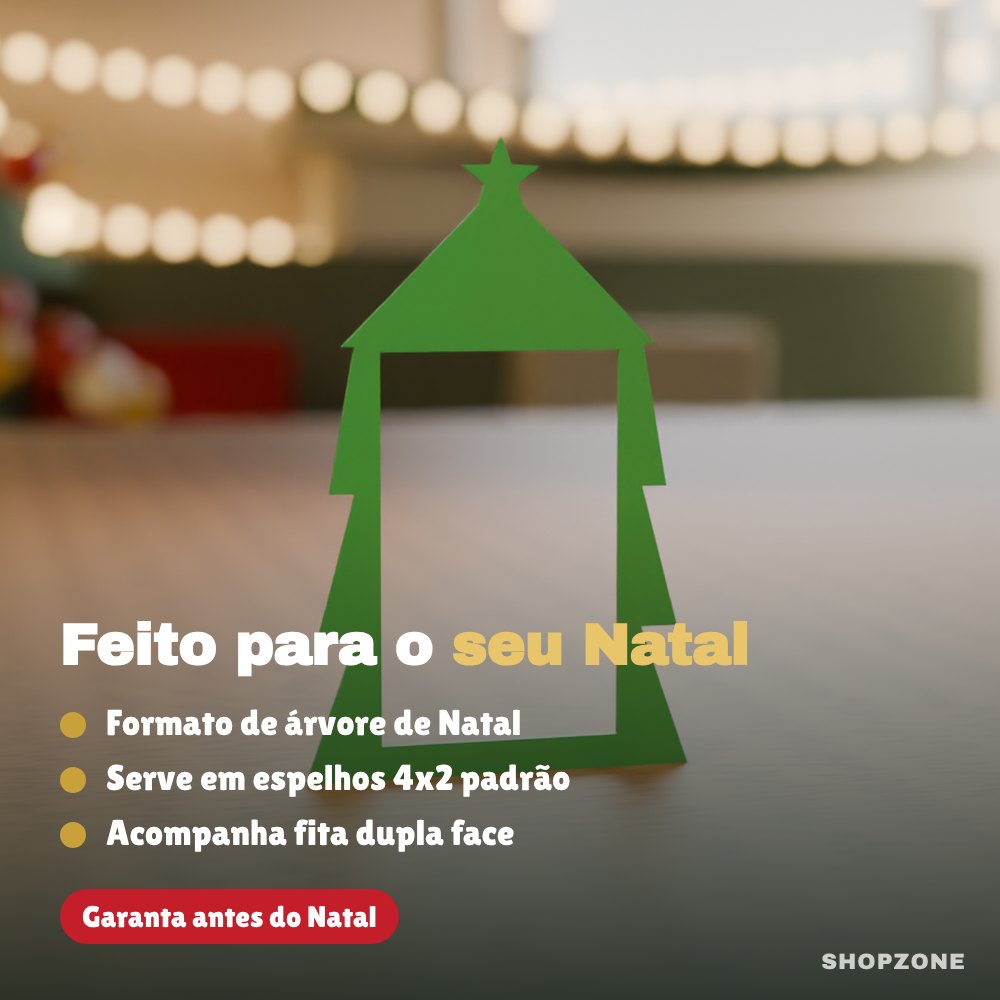 Feito para o seu Natal
Formato de árvore de Natal
Serve em espelhos 4x2 padrão
Acompanha fita dupla face
Garanta antes do Natal
SHOPZONE